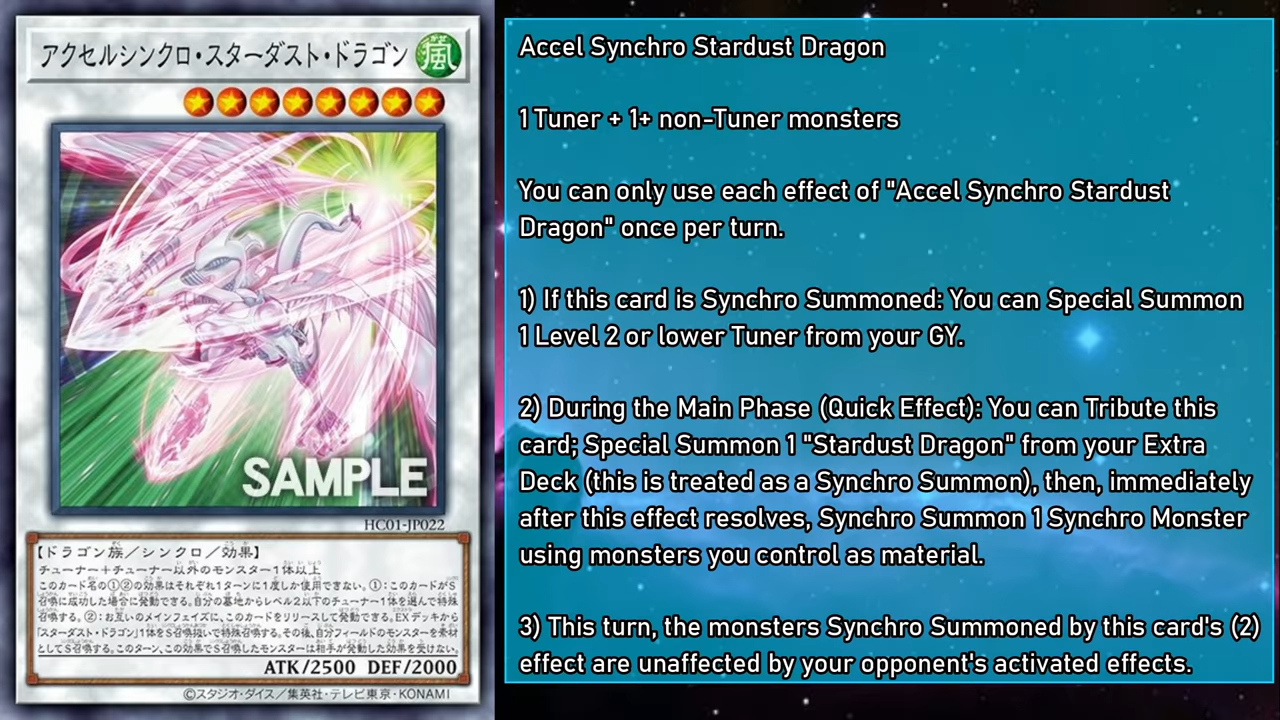 アクセルシンクロ・スターダスト・ドラゴン 風
SAMPLE
HC01-JP022
【ドラゴン族/シンクロ/効果】
チューナー+チューナー以外のモンスター1体以上
このカード名の①②の効果はそれぞれ1ターンに1度しか使用できない。①:このカードがS
召喚に成功した場合に発動できる。自分の墓地からレベル2以下のチューナー1体を選んで特殊
召喚する。②:お互いのメインフェイズに、このカードをリリースして発動できる。EXデッキから
「スターダスト・ドラゴン」1体をS召喚扱いで特殊召喚する。その後、自分フィールドのモンスターを素材
としてS召喚する。このターン、この効果でS召喚したモンスターは相手が発動した効果を受けない。
ATK/2500 DEF/2000
©スタジオ・ダイス/集英社・テレビ東京・KONAMI
Accel Synchro Stardust Dragon
1 Tuner + 1+ non-Tuner monsters
You can only use each effect of "Accel Synchro Stardust
Dragon" once per turn.
1) If this card is Synchro Summoned: You can Special Summon
1 Level 2 or lower Tuner from your GY.
2) During the Main Phase (Quick Effect): You can Tribute this
card; Special Summon 1 "Stardust Dragon" from your Extra
Deck (this is treated as a Synchro Summon), then, immediately
after this effect resolves, Synchro Summon 1 Synchro Monster
using monsters you control as material.
3) This turn, the monsters Synchro Summoned by this card's (2)
effect are unaffected by your opponent's activated effects.